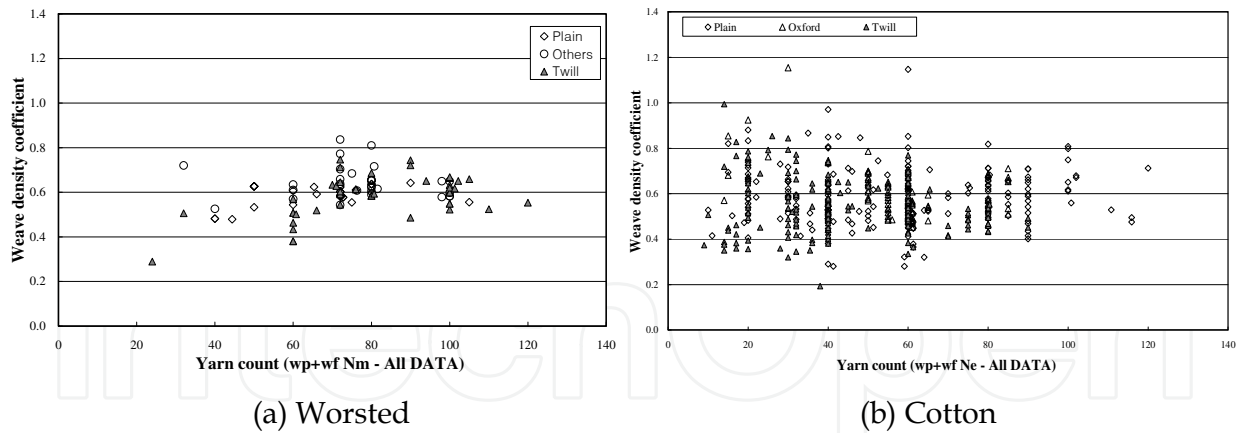 Weave density coefficient
1.4
1.2
1.0
0.8
0.6
0.4
0.2
0.0
0 20 40 60 80 100 120 140
Yarn count (wp+wf Nm - All DATA)
Plain
Others
Twill
(a) Worsted
Weave density coefficient
1.4
1.2
1.0
0.8
0.6
0.4
0.2
0.0
0 20 40 60 80 100 120 140
Yarn count (wp+wf Ne - All DATA)
Plain Oxford Twill
(b) Cotton
intechopen